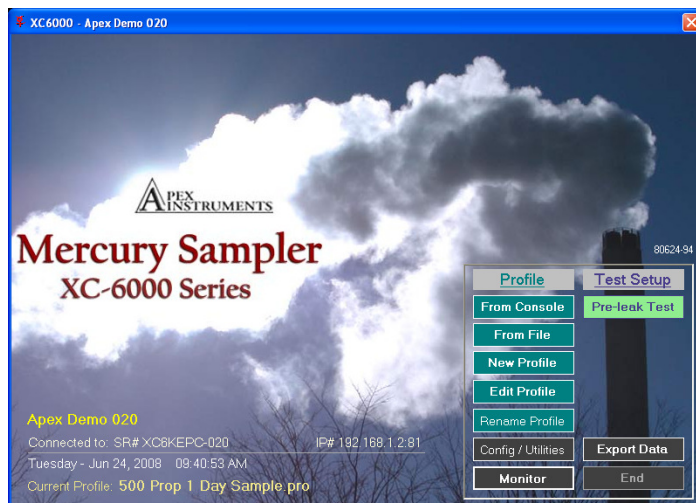 XC6000 - Apex Demo 020
APEX
INSTRUMENTS
Mercury Sampler
XC-6000 Series
80624-94
Profile
Test Setup
From Console
Pre-leak Test
From File
New Profile
Edit Profile
Rename Profile
Config / Utilities
Export Data
Monitor
End
Apex Demo 020
Connected to: SR# XC6KEPC-020 IP# 192.168.1.2:81
Tuesday - Jun 24, 2008 09:40:53 AM
Current Profile: 500 Prop 1 Day Sample.pro